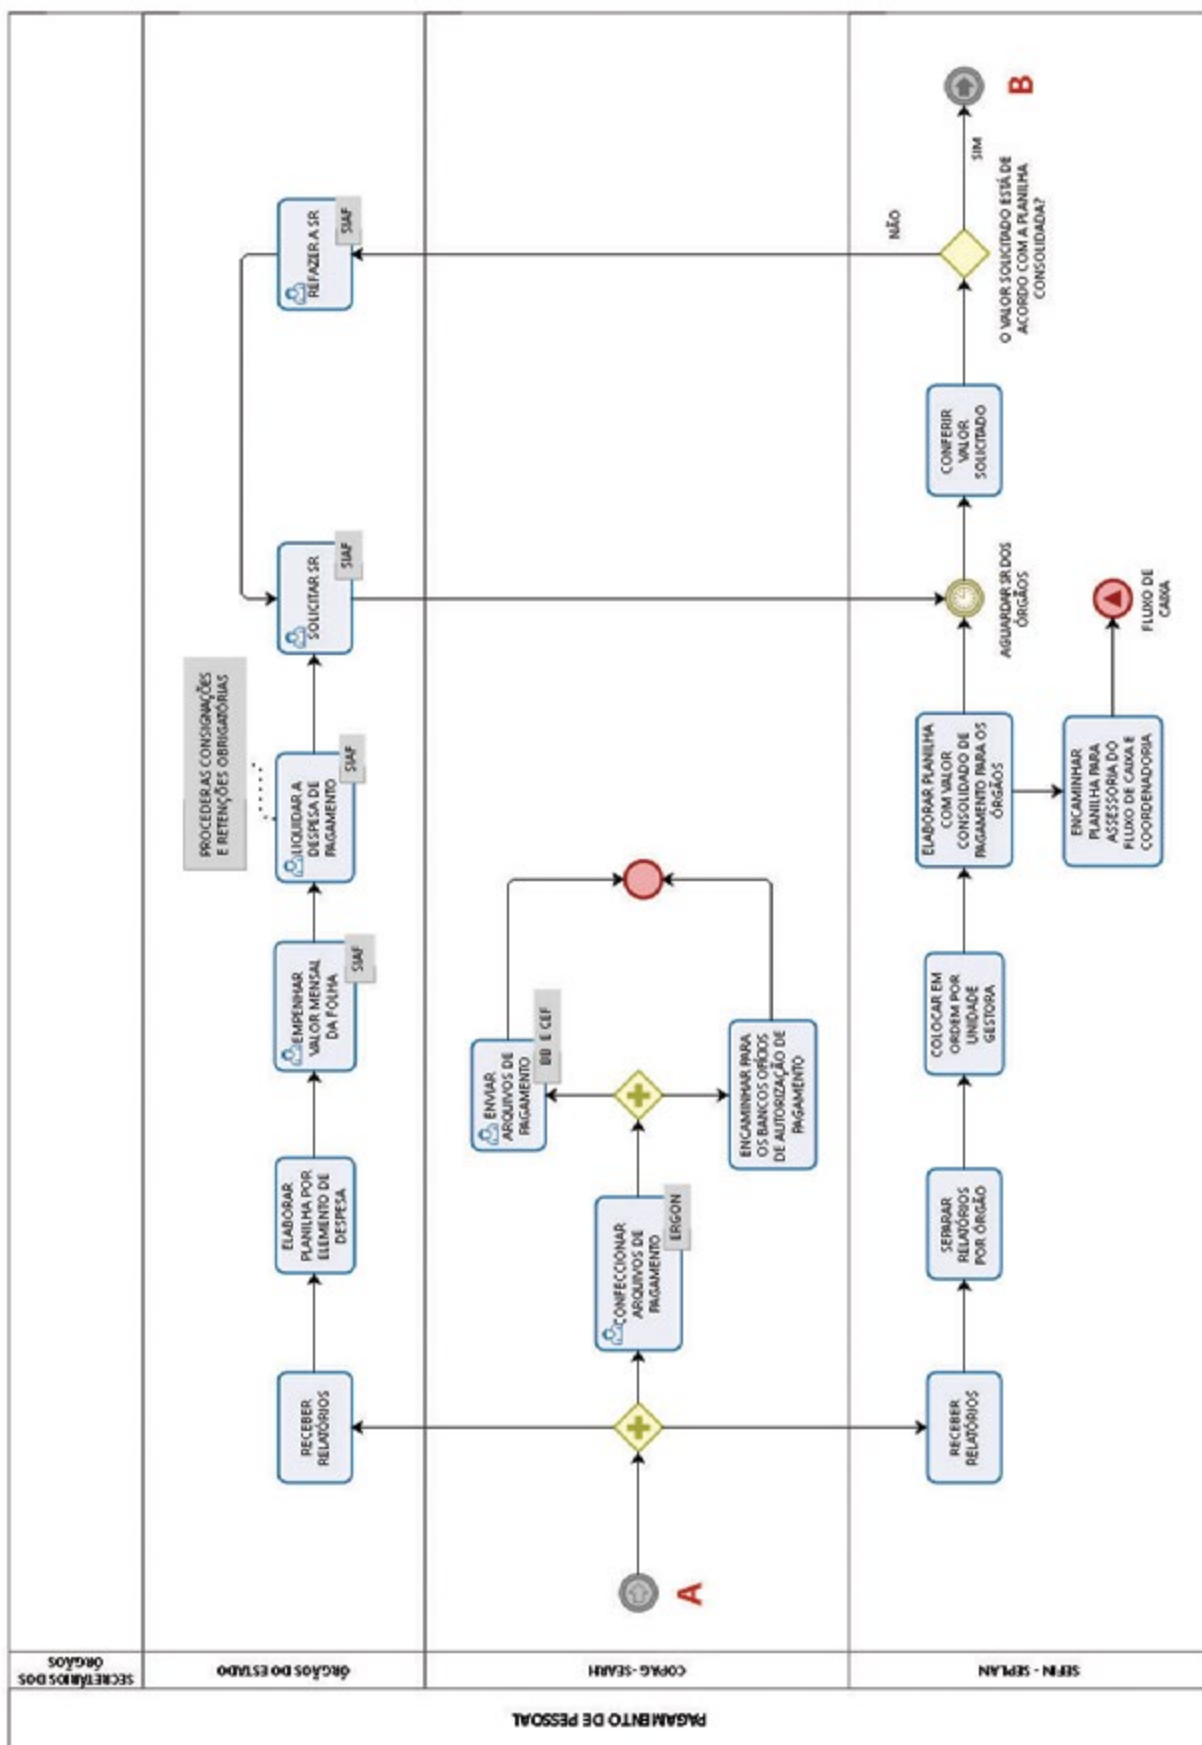 PAGAMENTO DE PESSOAL
SECRETÁRIOS DOS
ÓRGÃOS
ÓRGÃOS DO ESTADO
RECEBER
RELATÓRIOS
ELABORAR
PLANILHA POR
ELEMENTO DE
DESPESA
EMPENHAR
VALOR MENSAL
DA FOLHA
SIAF
LIQUIDAR A
DESPESA DE
PAGAMENTO
SIAF
PROCEDER AS CONSIGNAÇÕES
E RETENÇÕES OBRIGATÓRIAS
SOLICITAR SR
SIAF
REFAZER A SR
SIAF
COPAG - SEARH
A
CONFECCIONAR
ARQUIVOS DE
PAGAMENTO
ERGON
ENVIAR
ARQUIVOS DE
PAGAMENTO
BB E CEF
ENCAMINHAR PARA
OS BANCOS OFÍCIOS
DE AUTORIZAÇÃO DE
PAGAMENTO
SEFIN - SEPLAN
RECEBER
RELATÓRIOS
SEPARAR
RELATÓRIOS
POR ÓRGÃO
COLOCAR EM
ORDEM POR
UNIDADE
GESTORA
ELABORAR PLANILHA
COM VALOR
CONSOLIDADO DE
PAGAMENTO PARA OS
ÓRGÃOS
ENCAMINHAR
PLANILHA PARA
ASSESSORIA DO
FLUXO DE CAIXA E
COORDENADORIA
FLUXO DE
CAIXA
AGUARDAR SR DOS
ÓRGÃOS
CONFERIR
VALOR
SOLICITADO
O VALOR SOLICITADO ESTÁ DE
ACORDO COM A PLANILHA
CONSOLIDADA?
NÃO
SIM
B